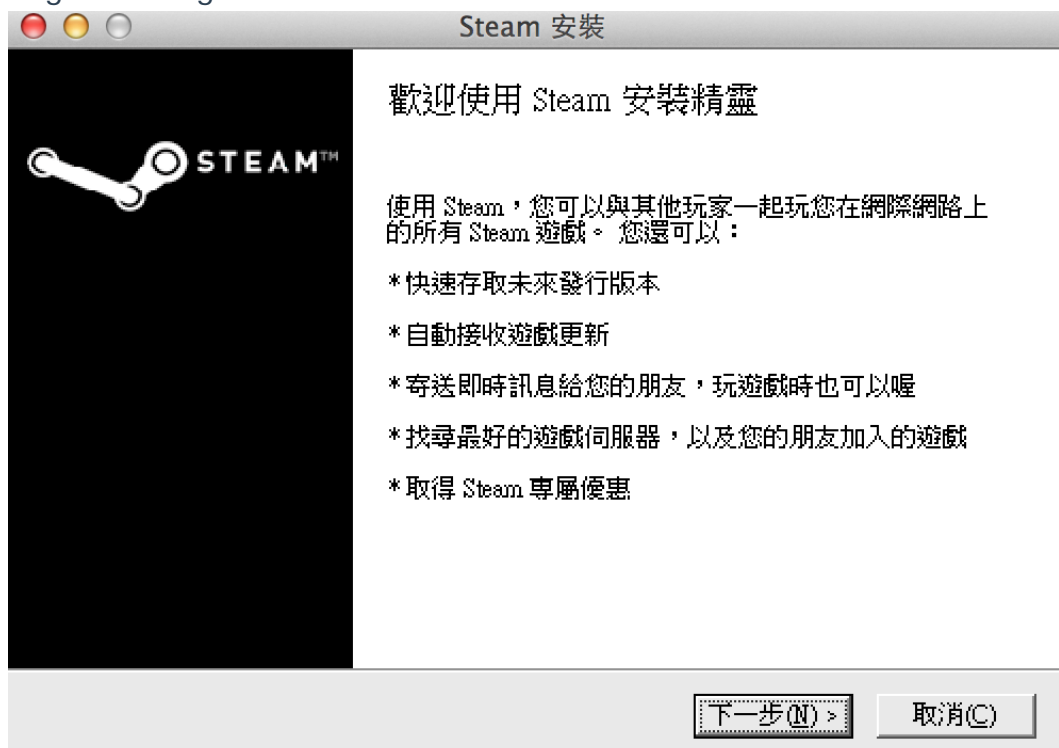 Steam 安裝
歡迎使用 Steam 安裝精靈
STEAM™
使用 Steam，您可以與其他玩家一起玩您在網際網路上
的所有 Steam 遊戲。 您還可以：
*快速存取未來發行版本
*自動接收遊戲更新
*寄送即時訊息給您的朋友，玩遊戲時也可以喔
*找尋最好的遊戲伺服器，以及您的朋友加入的遊戲
*取得 Steam 專屬優惠
下一步(N) >
取消(C)